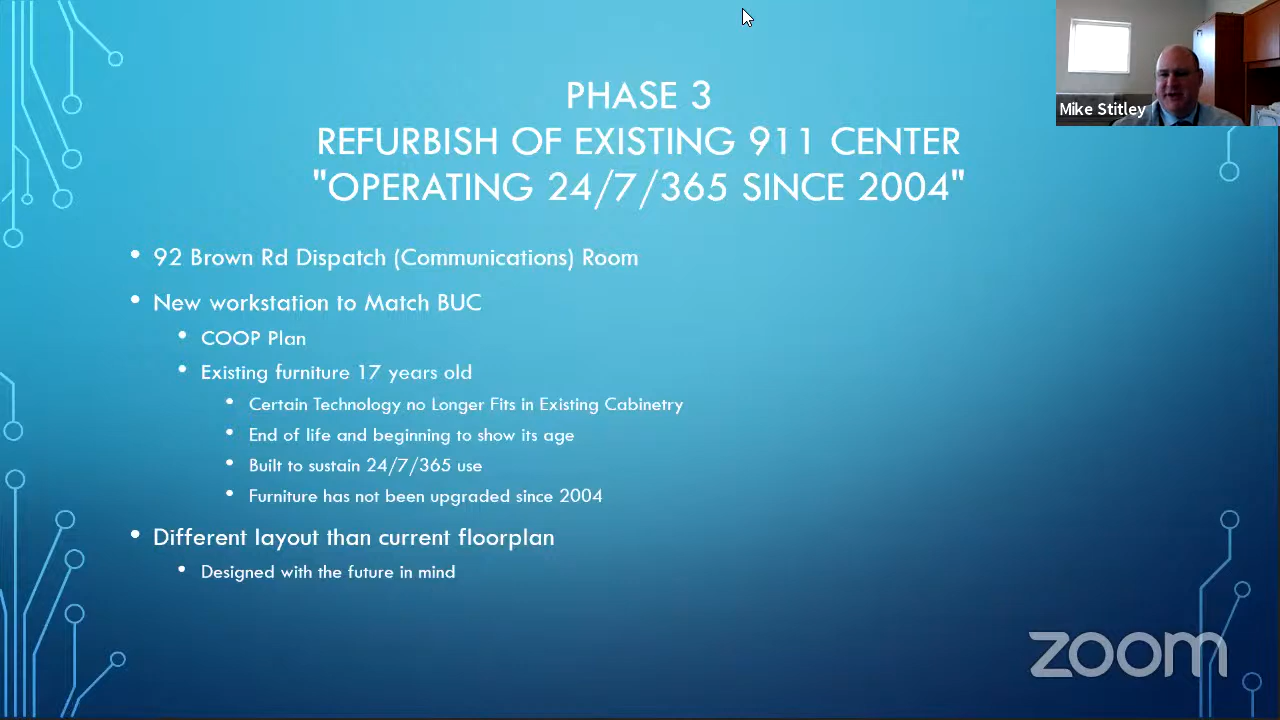 PHASE 3
REFURBISH OF EXISTING 911 CENTER
"OPERATING 24/7/365 SINCE 2004"
Mike Stitley
• 92 Brown Rd Dispatch (Communications) Room
• New workstation to Match BUC
• COOP Plan
• Existing furniture 17 years old
• Certain Technology no Longer Fits in Existing Cabinetry
• End of life and beginning to show its age
• Built to sustain 24/7/365 use
• Furniture has not been upgraded since 2004
• Different layout than current floorplan
• Designed with the future in mind
zoom